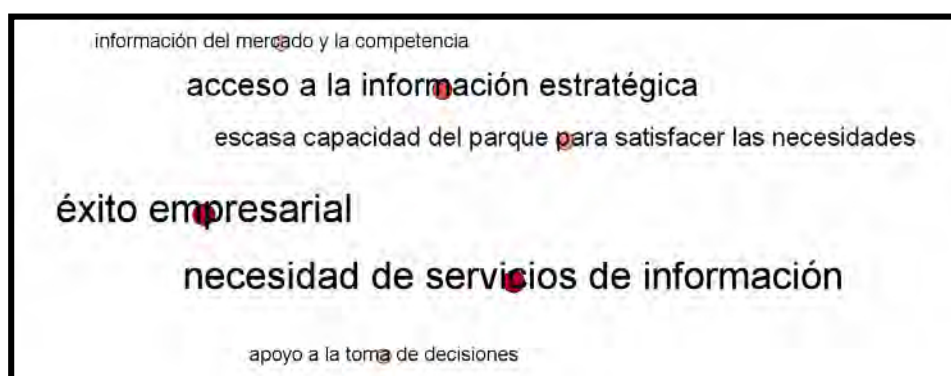 información del mercado y la competencia
acceso a la información estratégica
escasa capacidad del parque para satisfacer las necesidades
éxito empresarial
necesidad de servicios de información
apoyo a la toma de decisiones